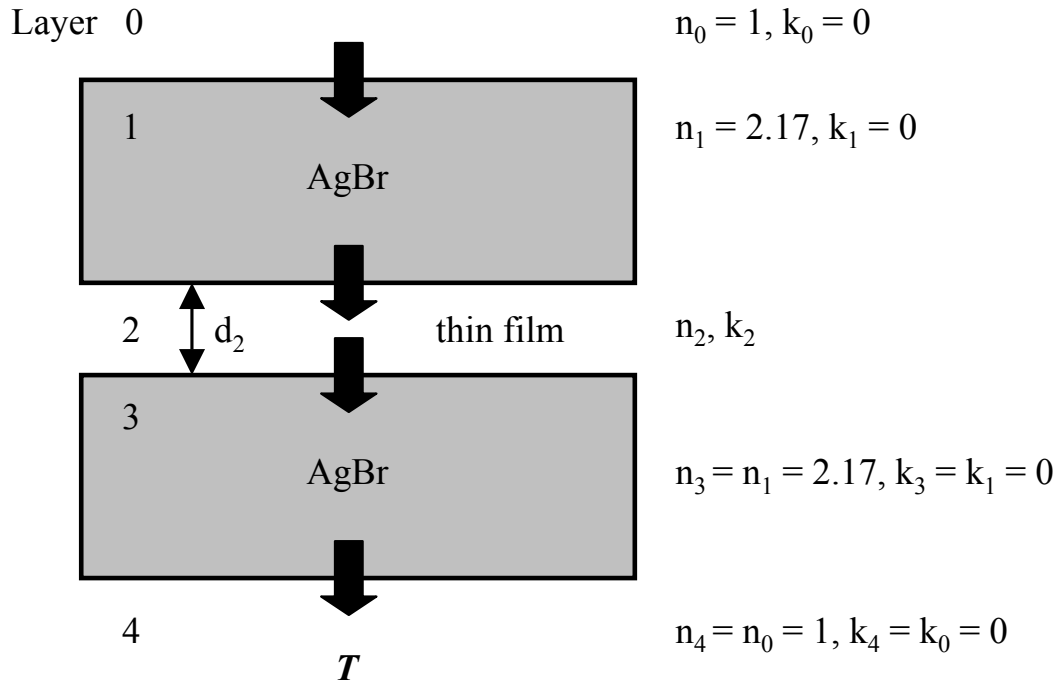 Layer 0 n₀ = 1, k₀ = 0
1 n₁ = 2.17, k₁ = 0
AgBr
2 d₂ thin film n₂, k₂
3
AgBr n₃ = n₁ = 2.17, k₃ = k₁ = 0
4 n₄ = n₀ = 1, k₄ = k₀ = 0
T